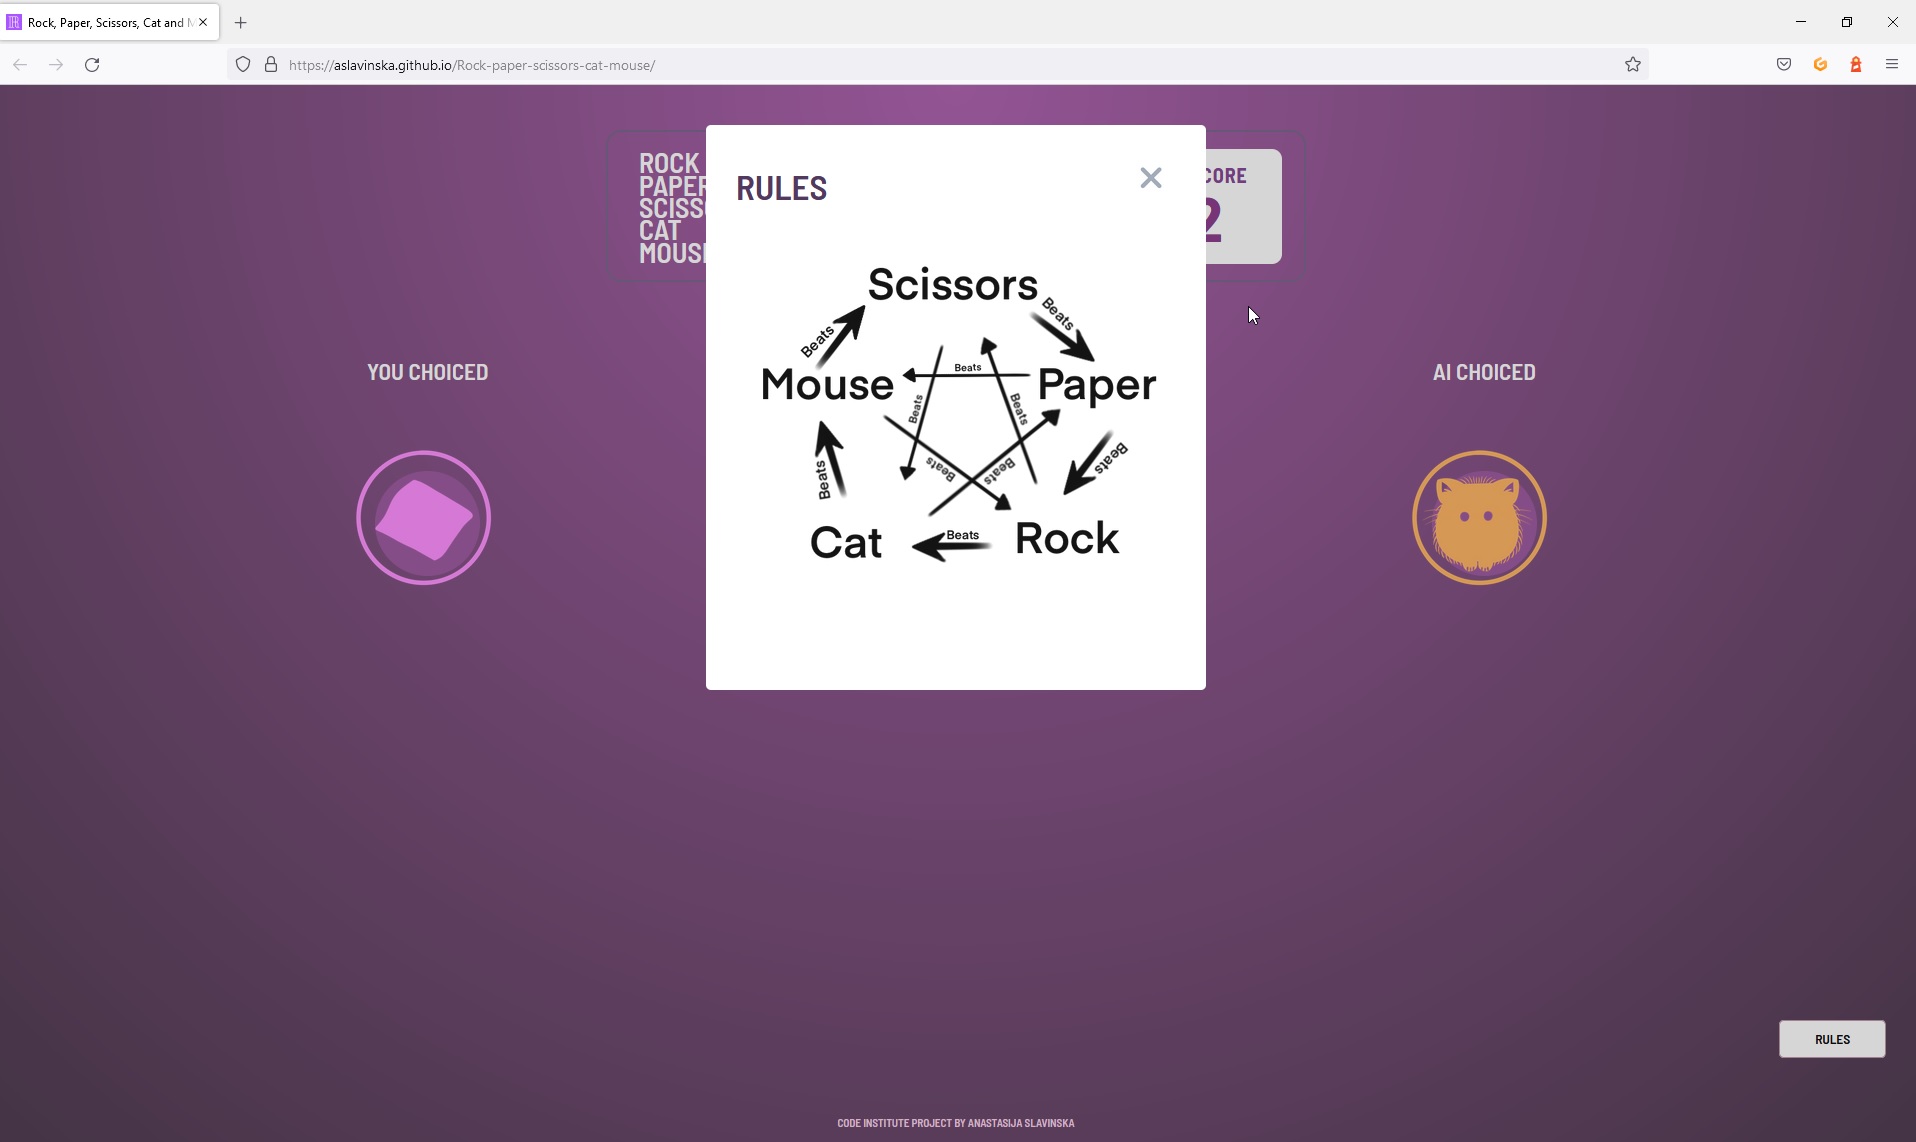 Rock, Paper, Scissors, Cat and M
https://aslavinska.github.io/Rock-paper-scissors-cat-mouse/
ROCK
PAPER
SCISSO
CAT
MOUSE
CORE
2
RULES
Scissors
Beats
Beats
Mouse
Beats
Paper
Beats
Beats
Beats
Beats
Beats
Beats
Cat
Beats
Rock
YOU CHOICED
AI CHOICED
RULES
CODE INSTITUTE PROJECT BY ANASTASIJA SLAVINSKA